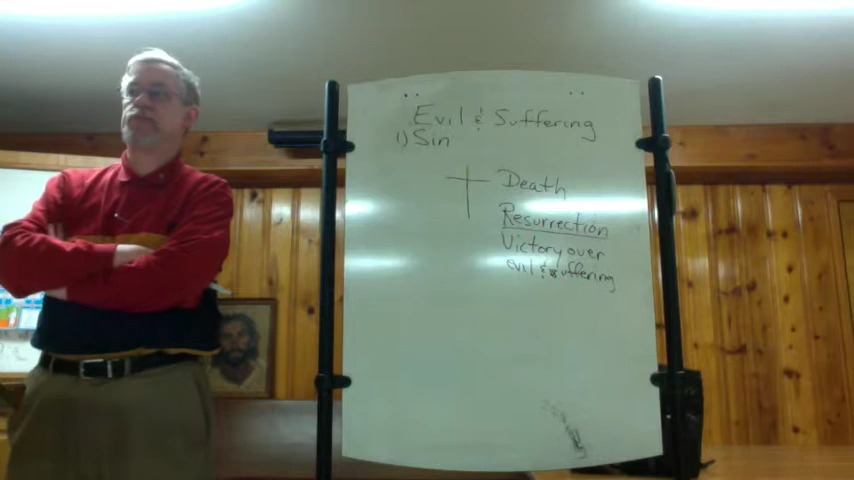 Evil & Suffering
1) Sin
Death
Resurrection
Victory over
evil & suffering